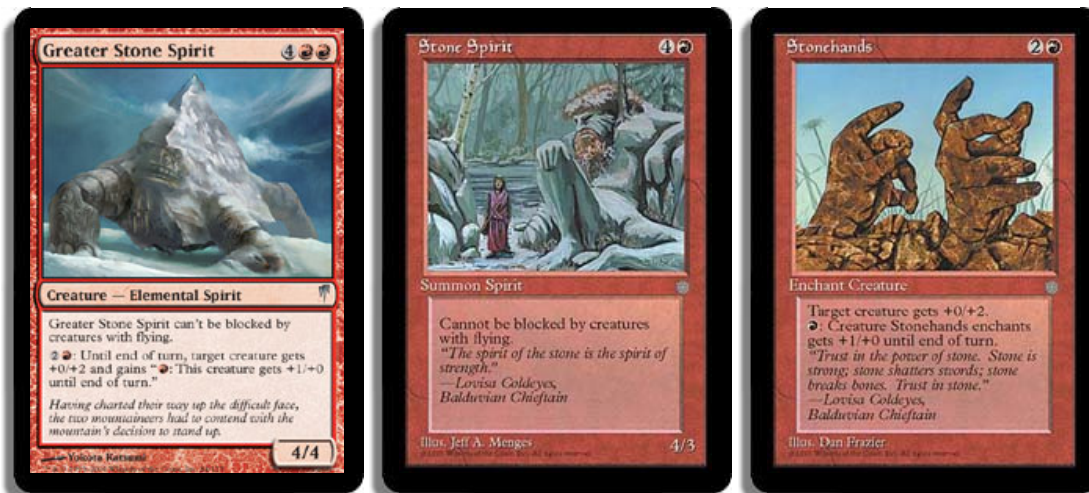 Greater Stone Spirit 4
Creature — Elemental Spirit
Greater Stone Spirit can't be blocked by
creatures with flying.
2 : Until end of turn, target creature gets
+0/+2 and gains " : This creature gets +1/+0
until end of turn."
Having charted their way up the difficult face,
the two mountaineers had to contend with the
mountain's decision to stand up.
4/4
Stone Spirit 4
Summon Spirit
Cannot be blocked by creatures
with flying.
"The spirit of the stone is the spirit of
strength."
—Lovisa Coldeyes,
Balduvian Chieftain
Illus. Jeff A. Menges
4/3
Stonehands 2
Enchant Creature
Target creature gets +0/+2.
: Creature Stonehands enchants
gets +1/+0 until end of turn.
"Trust in the power of stone. Stone is
strong; stone shatters swords; stone
breaks bones. Trust in stone."
—Lovisa Coldeyes,
Balduvian Chieftain
Illus. Dan Frazier